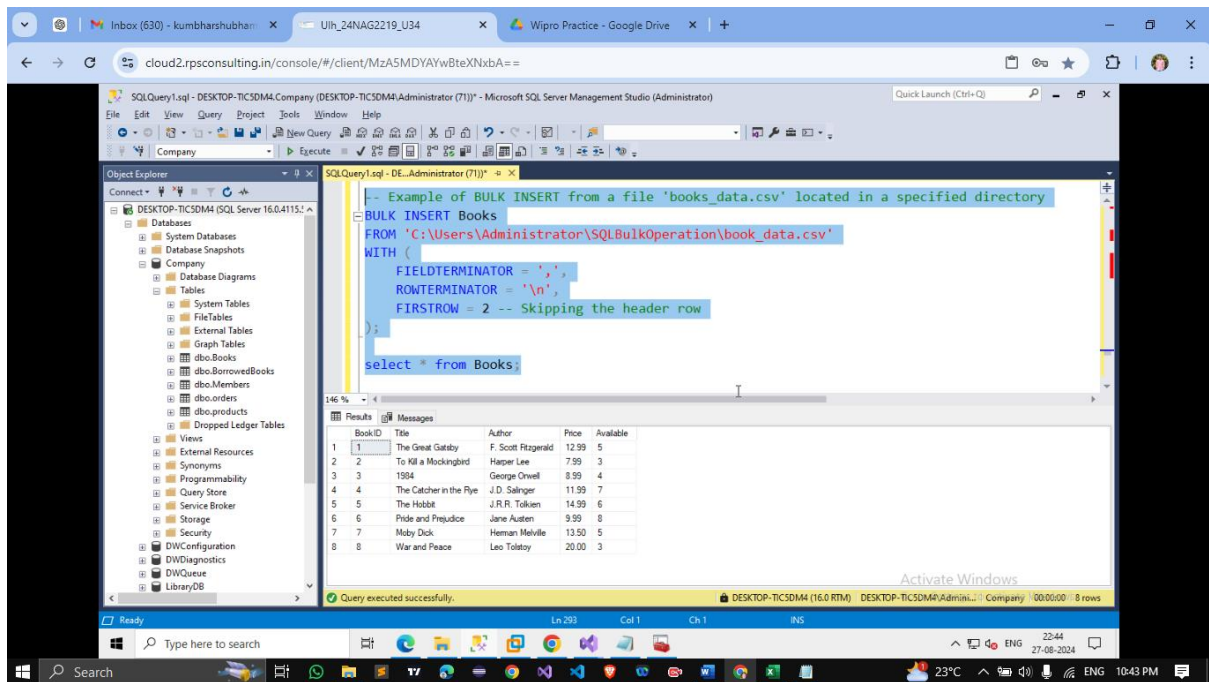 Inbox (630) - kumbharshubham
Ulh_24NAG2219_U34
Wipro Practice - Google Drive
cloud2.rpsconsulting.in/console/#/client/MzA5MDYAYwBteXNxbA==
SQLQuery1.sql - DESKTOP-TIC5DM4.Company (DESKTOP-TIC5DM4\Administrator (71))* - Microsoft SQL Server Management Studio (Administrator)
Quick Launch (Ctrl+Q)
File Edit View Query Project Tools Window Help
New Query
Company
Execute
Object Explorer
SQLQuery1.sql - DE...Administrator (71))*
Connect
DESKTOP-TIC5DM4 (SQL Server 16.0.4115.
Databases
System Databases
Database Snapshots
Company
Database Diagrams
Tables
System Tables
FileTables
External Tables
Graph Tables
dbo.Books
dbo.BorrowedBooks
dbo.Members
dbo.orders
dbo.products
Dropped Ledger Tables
Views
External Resources
Synonyms
Programmability
Query Store
Service Broker
Storage
Security
DWConfiguration
DWDiagnostics
DWQueue
LibraryDB
-- Example of BULK INSERT from a file 'books_data.csv' located in a specified directory
BULK INSERT Books
FROM 'C:\Users\Administrator\SQLBulkOperation\book_data.csv'
WITH (
FIELDTERMINATOR = ',',
ROWTERMINATOR = '\n',
FIRSTROW = 2 -- Skipping the header row
);
select * from Books;
146 %
Results Messages
BookID Title Author Price Available
1 1 The Great Gatsby F. Scott Fitzgerald 12.99 5
2 2 To Kill a Mockingbird Harper Lee 7.99 3
3 3 1984 George Orwell 8.99 4
4 4 The Catcher in the Rye J.D. Salinger 11.99 7
5 5 The Hobbit J.R.R. Tolkien 14.99 6
6 6 Pride and Prejudice Jane Austen 9.99 8
7 7 Moby Dick Herman Melville 13.50 5
8 8 War and Peace Leo Tolstoy 20.00 3
Activate Windows
Query executed successfully.
DESKTOP-TIC5DM4 (16.0 RTM) DESKTOP-TIC5DM4\Admini... Company 00:00:00 8 rows
Ready Ln 293 Col 1 Ch 1 INS
Type here to search
ENG 22:44
27-08-2024
Search
23°C ENG 10:43 PM